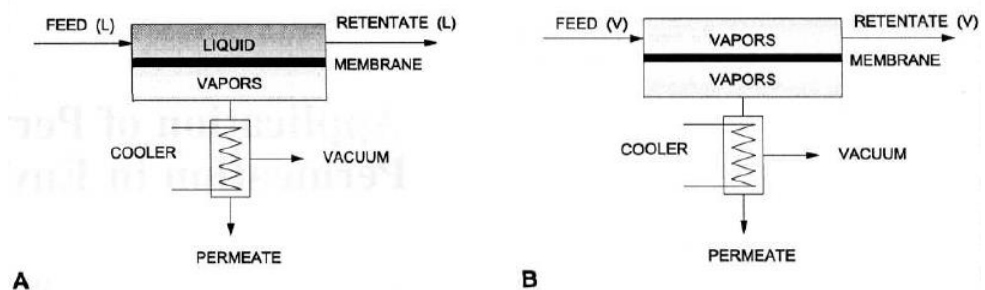 FEED (L)
RETENTATE (L)
LIQUID
MEMBRANE
VAPORS
COOLER
VACUUM
PERMEATE
A
FEED (V)
RETENTATE (V)
VAPORS
MEMBRANE
VAPORS
COOLER
VACUUM
PERMEATE
B